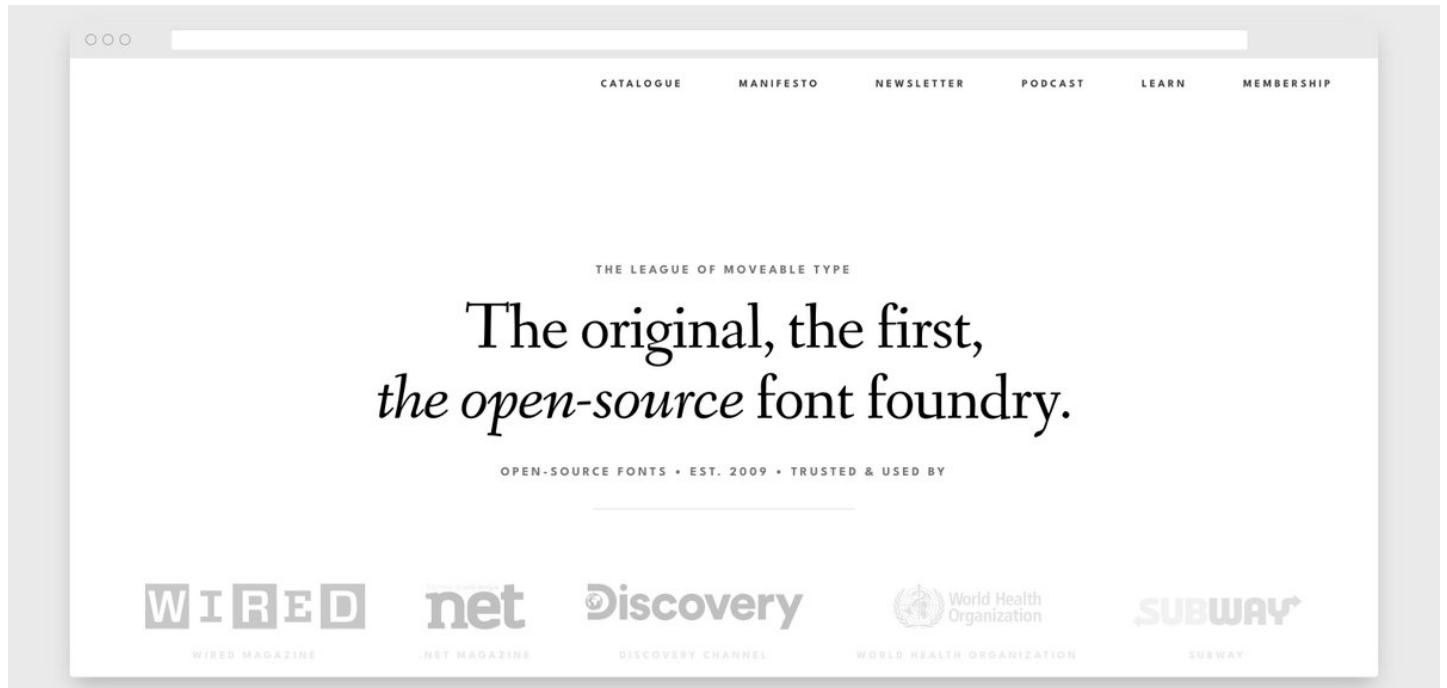 CATALOGUE MANIFESTO NEWSLETTER PODCAST LEARN MEMBERSHIP
THE LEAGUE OF MOVEABLE TYPE
The original, the first,
the open-source font foundry.
OPEN-SOURCE FONTS • EST. 2009 • TRUSTED & USED BY
WIRED net Discovery World Health Organization SUBWAY
WIRED MAGAZINE .NET MAGAZINE DISCOVERY CHANNEL WORLD HEALTH ORGANIZATION SUBWAY